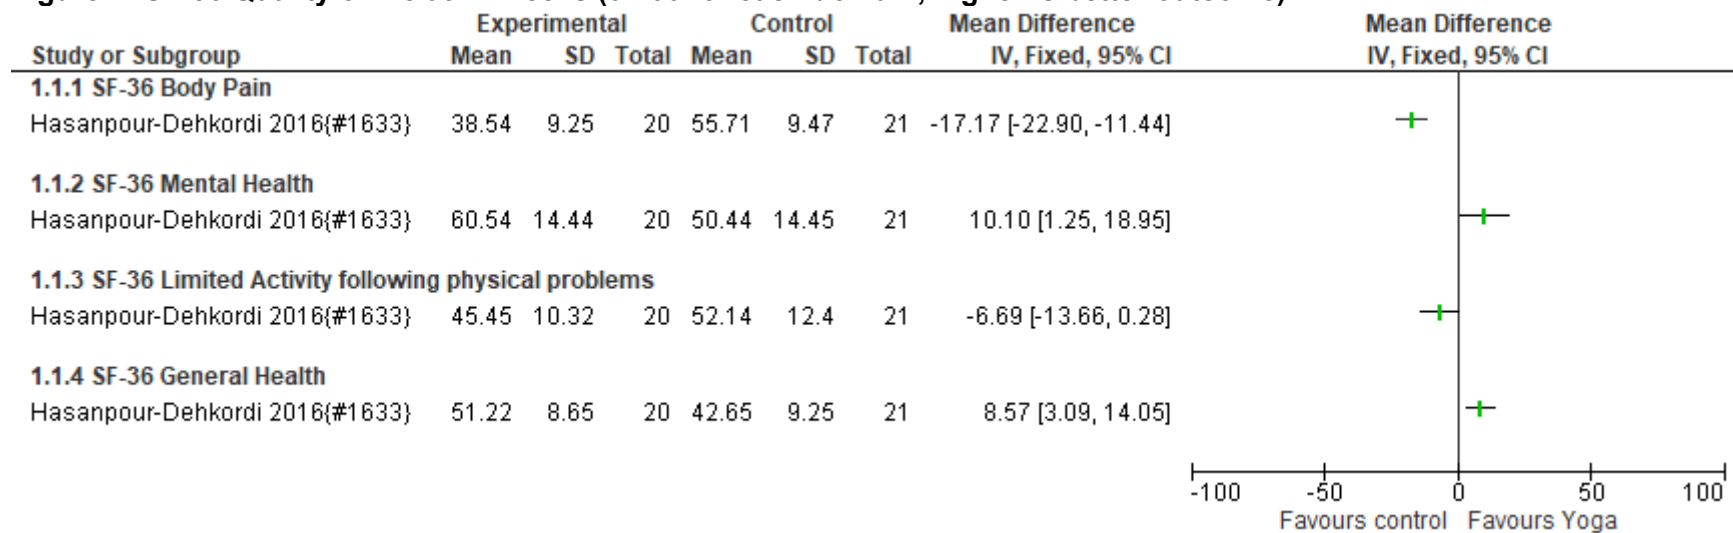 Experimental Control Mean Difference Mean Difference
Study or Subgroup Mean SD Total Mean SD Total IV, Fixed, 95% CI IV, Fixed, 95% CI
1.1.1 SF-36 Body Pain
Hasanpour-Dehkordi 2016{#1633} 38.54 9.25 20 55.71 9.47 21 -17.17 [-22.90, -11.44]
1.1.2 SF-36 Mental Health
Hasanpour-Dehkordi 2016{#1633} 60.54 14.44 20 50.44 14.45 21 10.10 [1.25, 18.95]
1.1.3 SF-36 Limited Activity following physical problems
Hasanpour-Dehkordi 2016{#1633} 45.45 10.32 20 52.14 12.4 21 -6.69 [-13.66, 0.28]
1.1.4 SF-36 General Health
Hasanpour-Dehkordi 2016{#1633} 51.22 8.65 20 42.65 9.25 21 8.57 [3.09, 14.05]
-100 -50 0 50 100
Favours control Favours Yoga